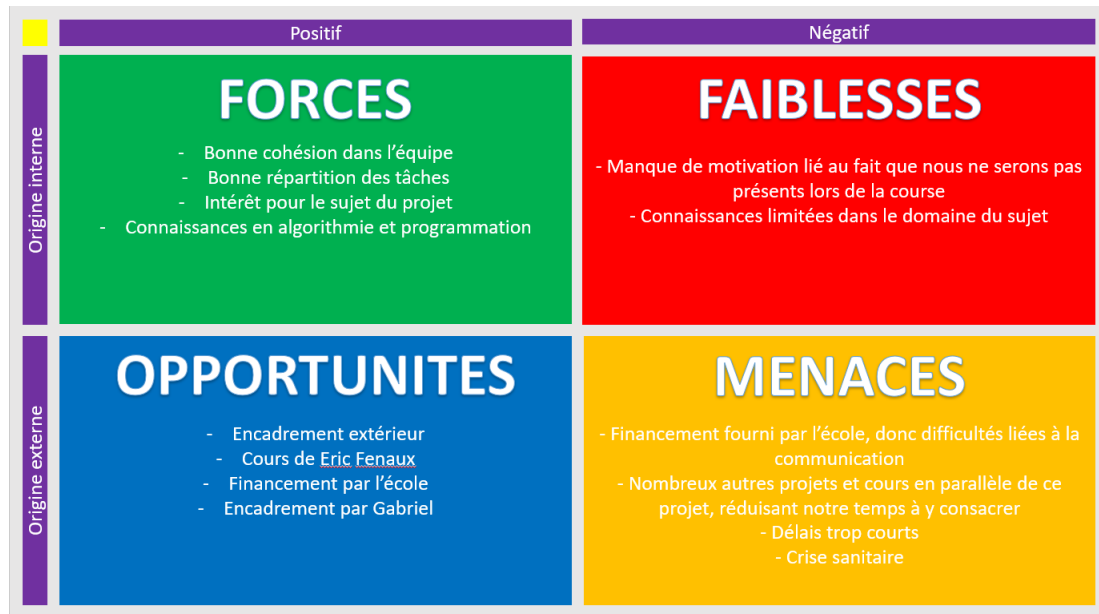 Positif
Négatif
Origine interne
FORCES
- Bonne cohésion dans l’équipe
- Bonne répartition des tâches
- Intérêt pour le sujet du projet
- Connaissances en algorithmie et programmation
FAIBLESSES
- Manque de motivation lié au fait que nous ne serons pas
présents lors de la course
- Connaissances limitées dans le domaine du sujet
Origine externe
OPPORTUNITES
- Encadrement extérieur
- Cours de Eric Fenaux
- Financement par l’école
- Encadrement par Gabriel
MENACES
- Financement fourni par l’école, donc difficultés liées à la
communication
- Nombreux autres projets et cours en parallèle de ce
projet, réduisant notre temps à y consacrer
- Délais trop courts
- Crise sanitaire